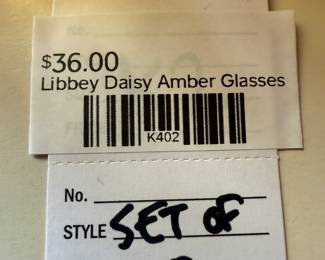 $36.00
Libbey Daisy Amber Glasses
K402
No.
STYLE SET OF